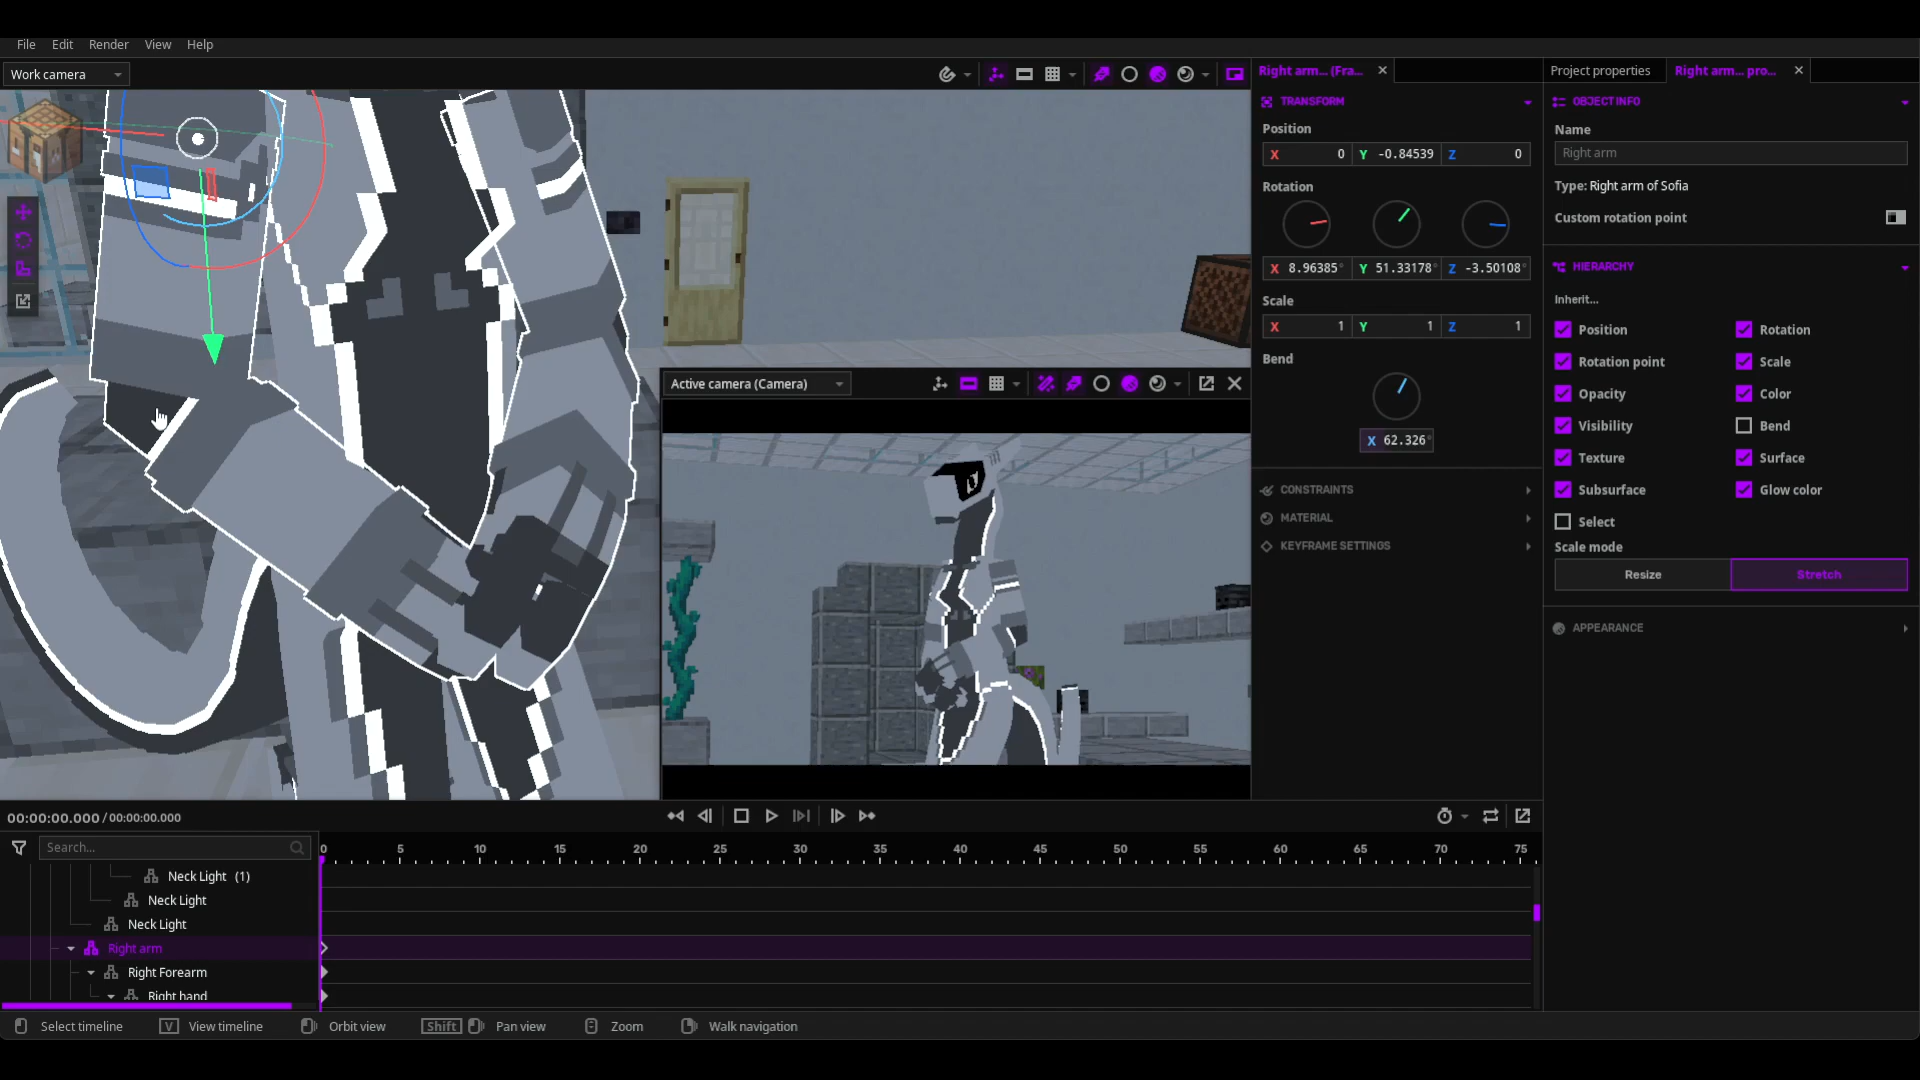 File Edit Render View Help
Work camera
Right arm... (Fra...
Project properties
Right arm... pro...
TRANSFORM
Position
X 0 Y -0.84539 Z 0
Rotation
X 8.96385° Y 51.33178° Z -3.50108°
Scale
X 1 Y 1 Z 1
Bend
X 62.326°
CONSTRAINTS
MATERIAL
KEYFRAME SETTINGS
OBJECT INFO
Name
Right arm
Type: Right arm of Sofia
Custom rotation point
HIERARCHY
Inherit...
Position Rotation
Rotation point Scale
Opacity Color
Visibility Bend
Texture Surface
Subsurface Glow color
Select
Scale mode
Resize Stretch
APPEARANCE
Active camera (Camera)
00:00:00.000 / 00:00:00.000
Search...
0 5 10 15 20 25 30 35 40 45 50 55 60 65 70 75
Neck Light (1)
Neck Light
Neck Light
Right arm
Right Forearm
Right hand
Select timeline V View timeline Orbit view Shift Pan view Zoom Walk navigation